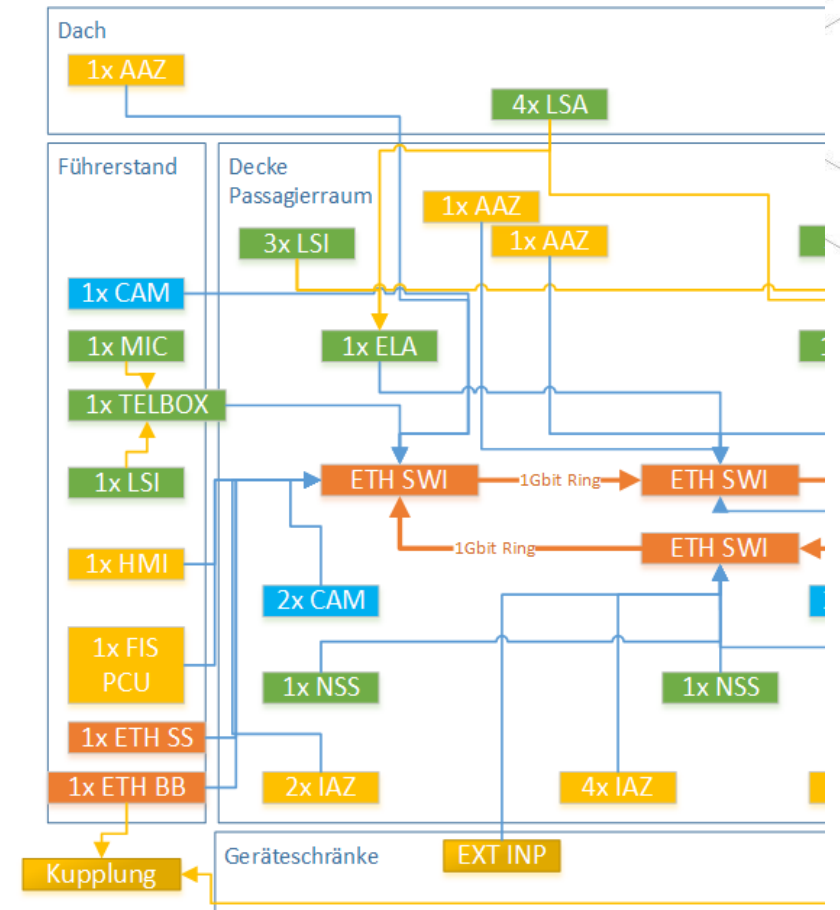 Dach
1x AAZ
4x LSA
Führerstand
Decke
Passagierraum
1x AAZ
1x AAZ
3x LSI
1x CAM
1x MIC
1x ELA
1x TELBOX
1x LSI
ETH SWI
1Gbit Ring
ETH SWI
1Gbit Ring
ETH SWI
1x HMI
2x CAM
1x FIS
PCU
1x NSS
1x NSS
1x ETH SS
1x ETH BB
2x IAZ
4x IAZ
Geräteschränke
EXT INP
Kupplung